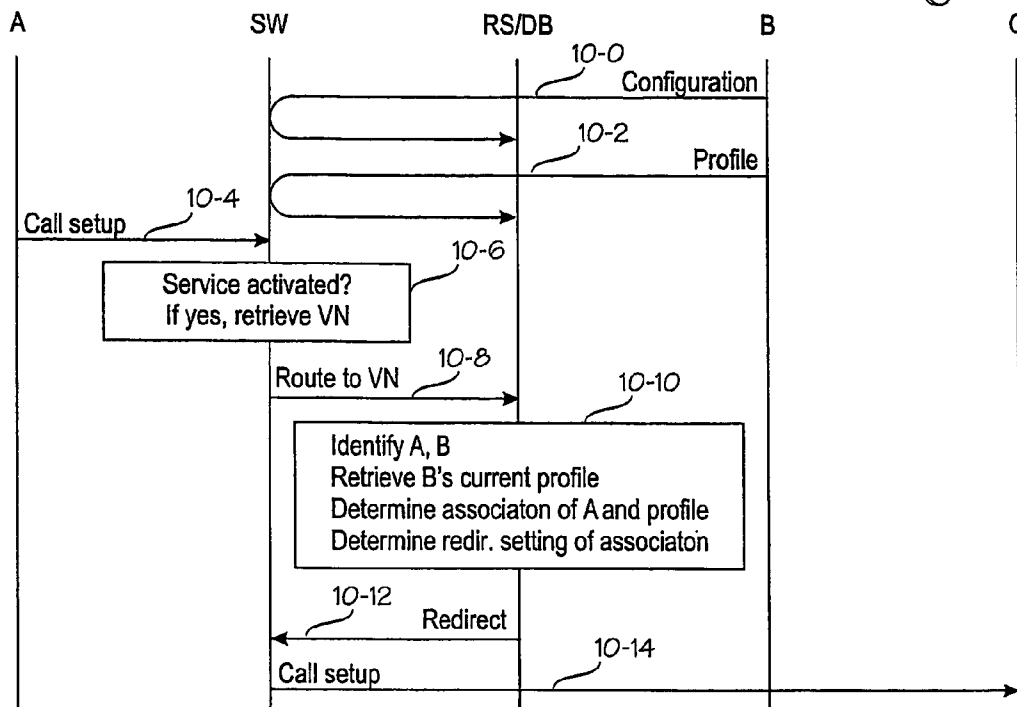 A SW RS/DB B C
10-0
Configuration
10-2
Profile
10-4
Call setup
10-6
Service activated?
If yes, retrieve VN
10-8
Route to VN
10-10
Identify A, B
Retrieve B's current profile
Determine associaton of A and profile
Determine redir. setting of associaton
10-12
Redirect
10-14
Call setup